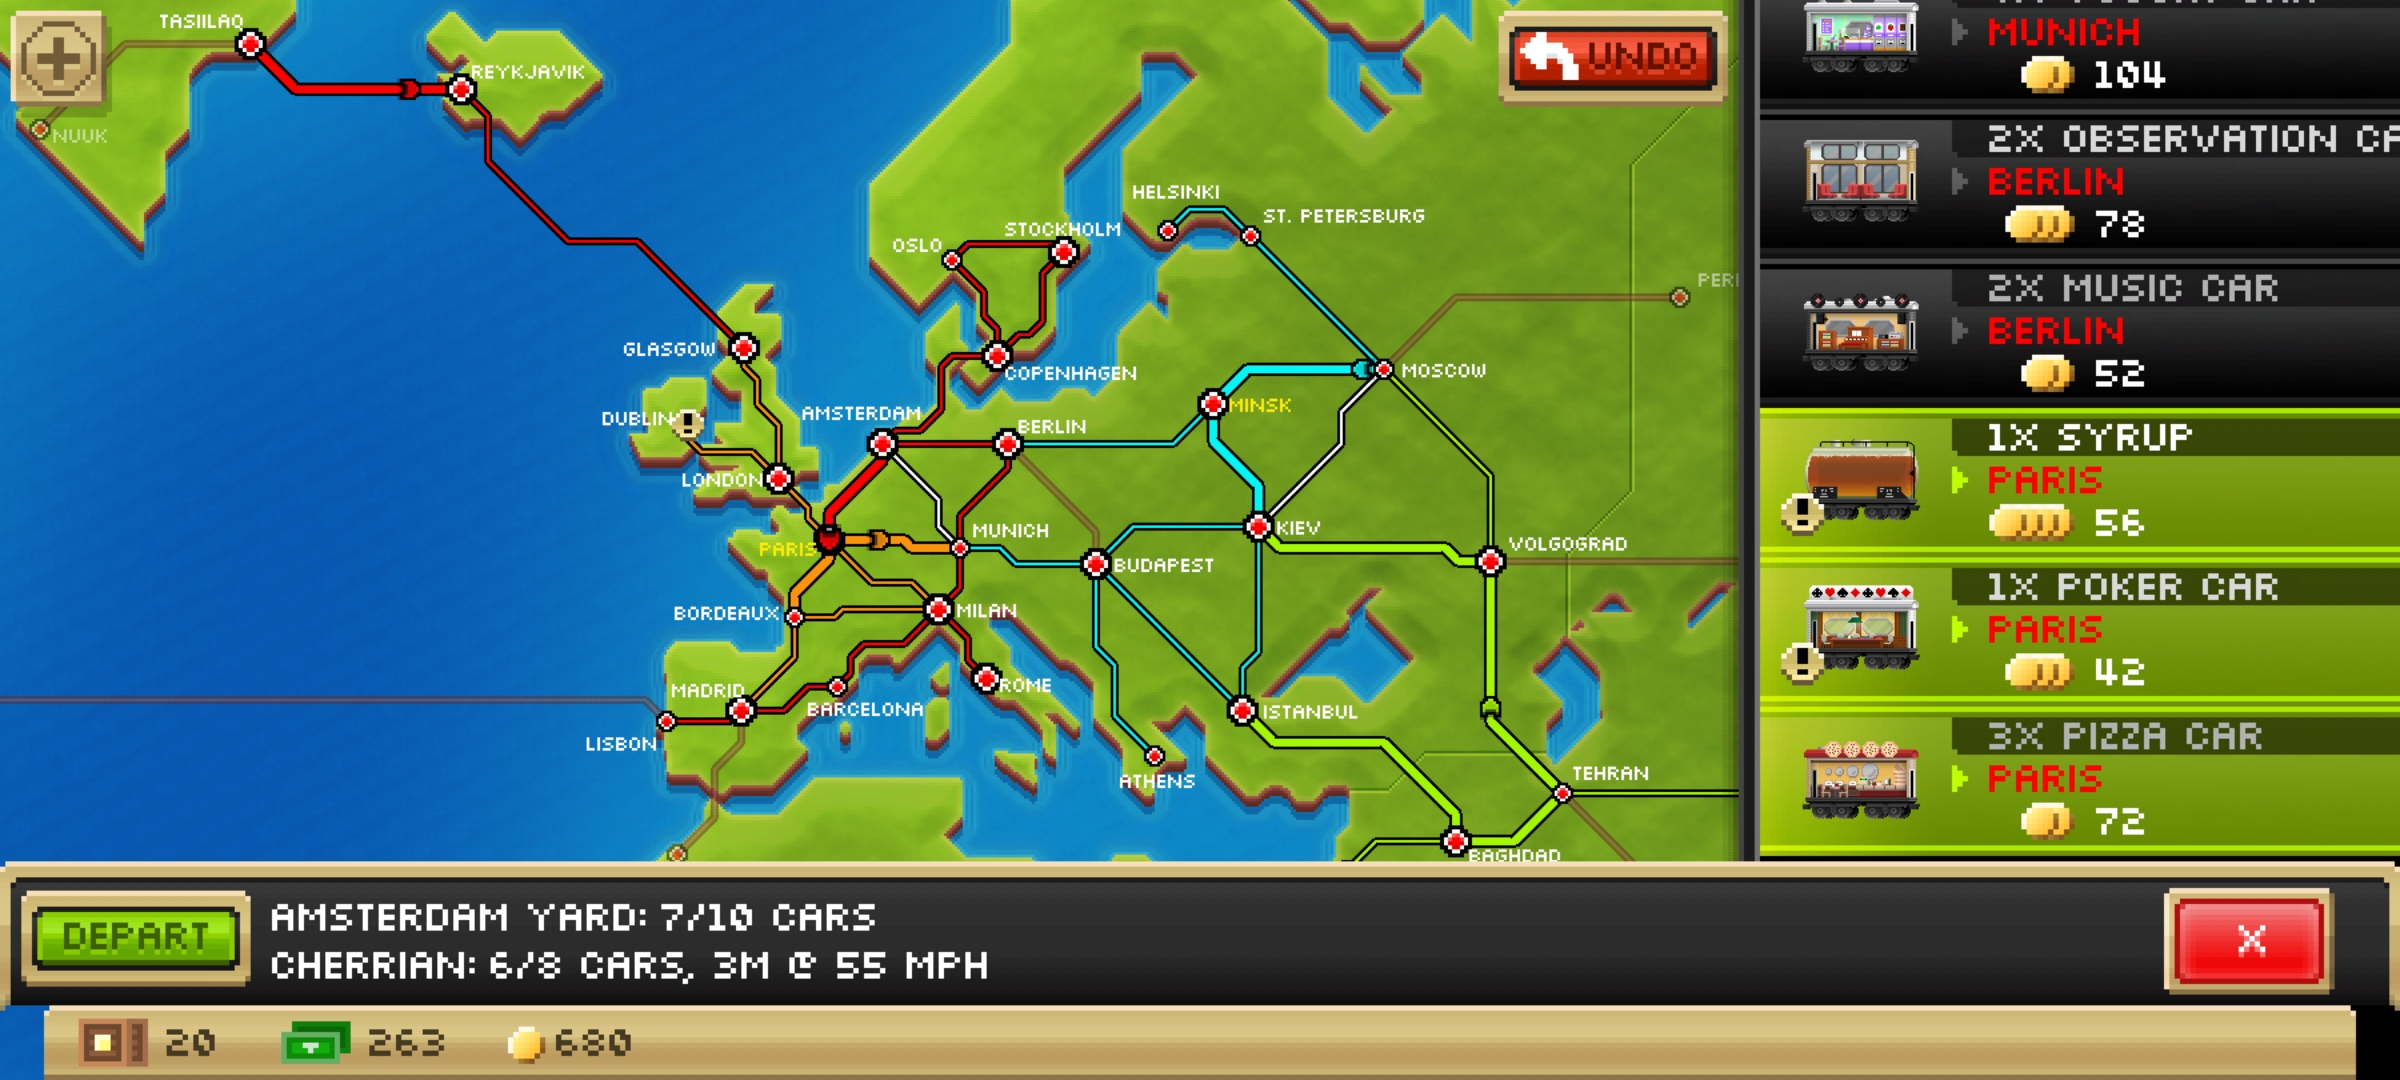 TASIILAQ
REYKJAVIK
NUUK
UNDO
HELSINKI
ST. PETERSBURG
STOCKHOLM
OSLO
PER
GLASGOW
COPENHAGEN
MOSCOW
DUBLIN
AMSTERDAM
BERLIN
MINSK
LONDON
MUNICH
KIEV
VOLGOGRAD
PARIS
BUDAPEST
BORDEAUX
MILAN
MADRID
ROME
BARCELONA
ISTANBUL
LISBON
ATHENS
TEHRAN
BAGHDAD
MUNICH
104
2X OBSERVATION CA
BERLIN
78
2X MUSIC CAR
BERLIN
52
1X SYRUP
PARIS
56
1X POKER CAR
PARIS
42
3X PIZZA CAR
PARIS
72
DEPART
AMSTERDAM YARD: 7/10 CARS
CHERRIAN: 6/8 CARS, 3M @ 55 MPH
X
20
263
680